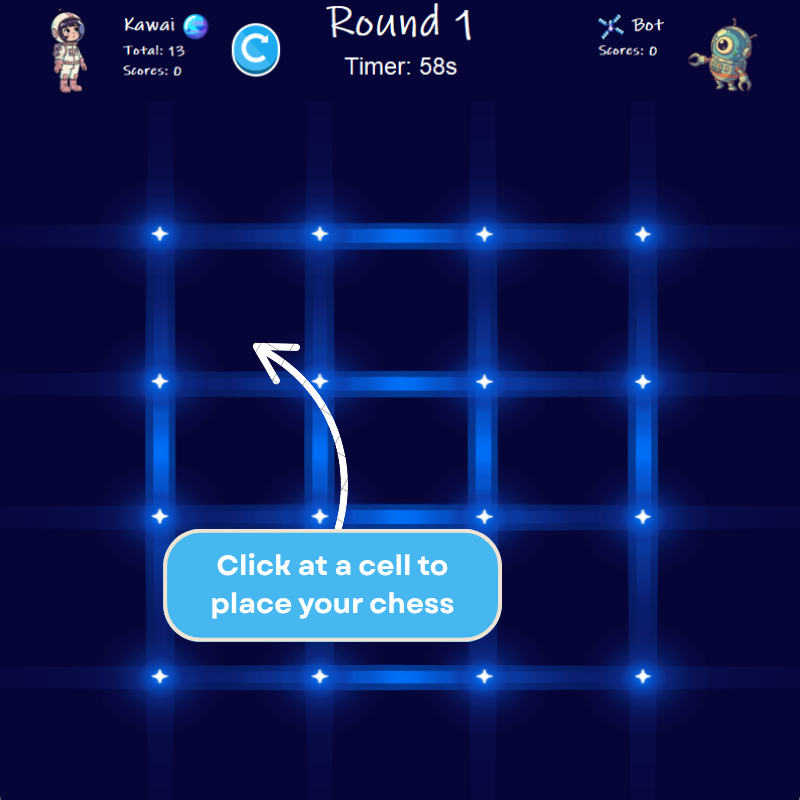 Kawai
Total: 13
Scores: 0
Round 1
Timer: 58s
Bot
Scores: 0
Click at a cell to
place your chess